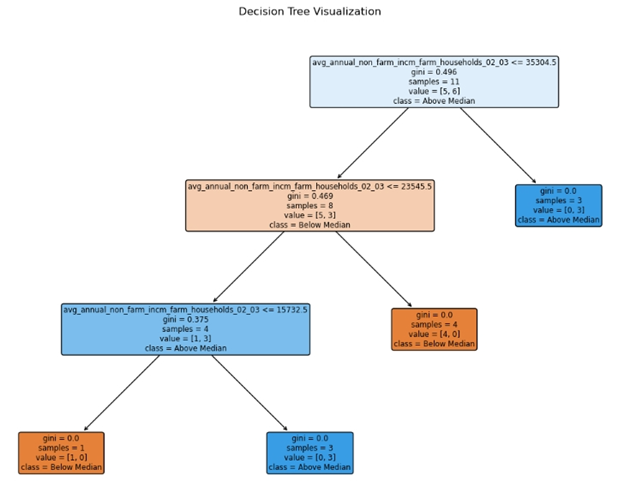 Decision Tree Visualization
avg_annual_non_farm_incm_farm_households_02_03 <= 35304.5
gini = 0.496
samples = 11
value = [5, 6]
class = Above Median
avg_annual_non_farm_incm_farm_households_02_03 <= 23545.5
gini = 0.469
samples = 8
value = [5, 3]
class = Below Median
gini = 0.0
samples = 3
value = [0, 3]
class = Above Median
avg_annual_non_farm_incm_farm_households_02_03 <= 15732.5
gini = 0.375
samples = 4
value = [1, 3]
class = Above Median
gini = 0.0
samples = 4
value = [4, 0]
class = Below Median
gini = 0.0
samples = 1
value = [1, 0]
class = Below Median
gini = 0.0
samples = 3
value = [0, 3]
class = Above Median